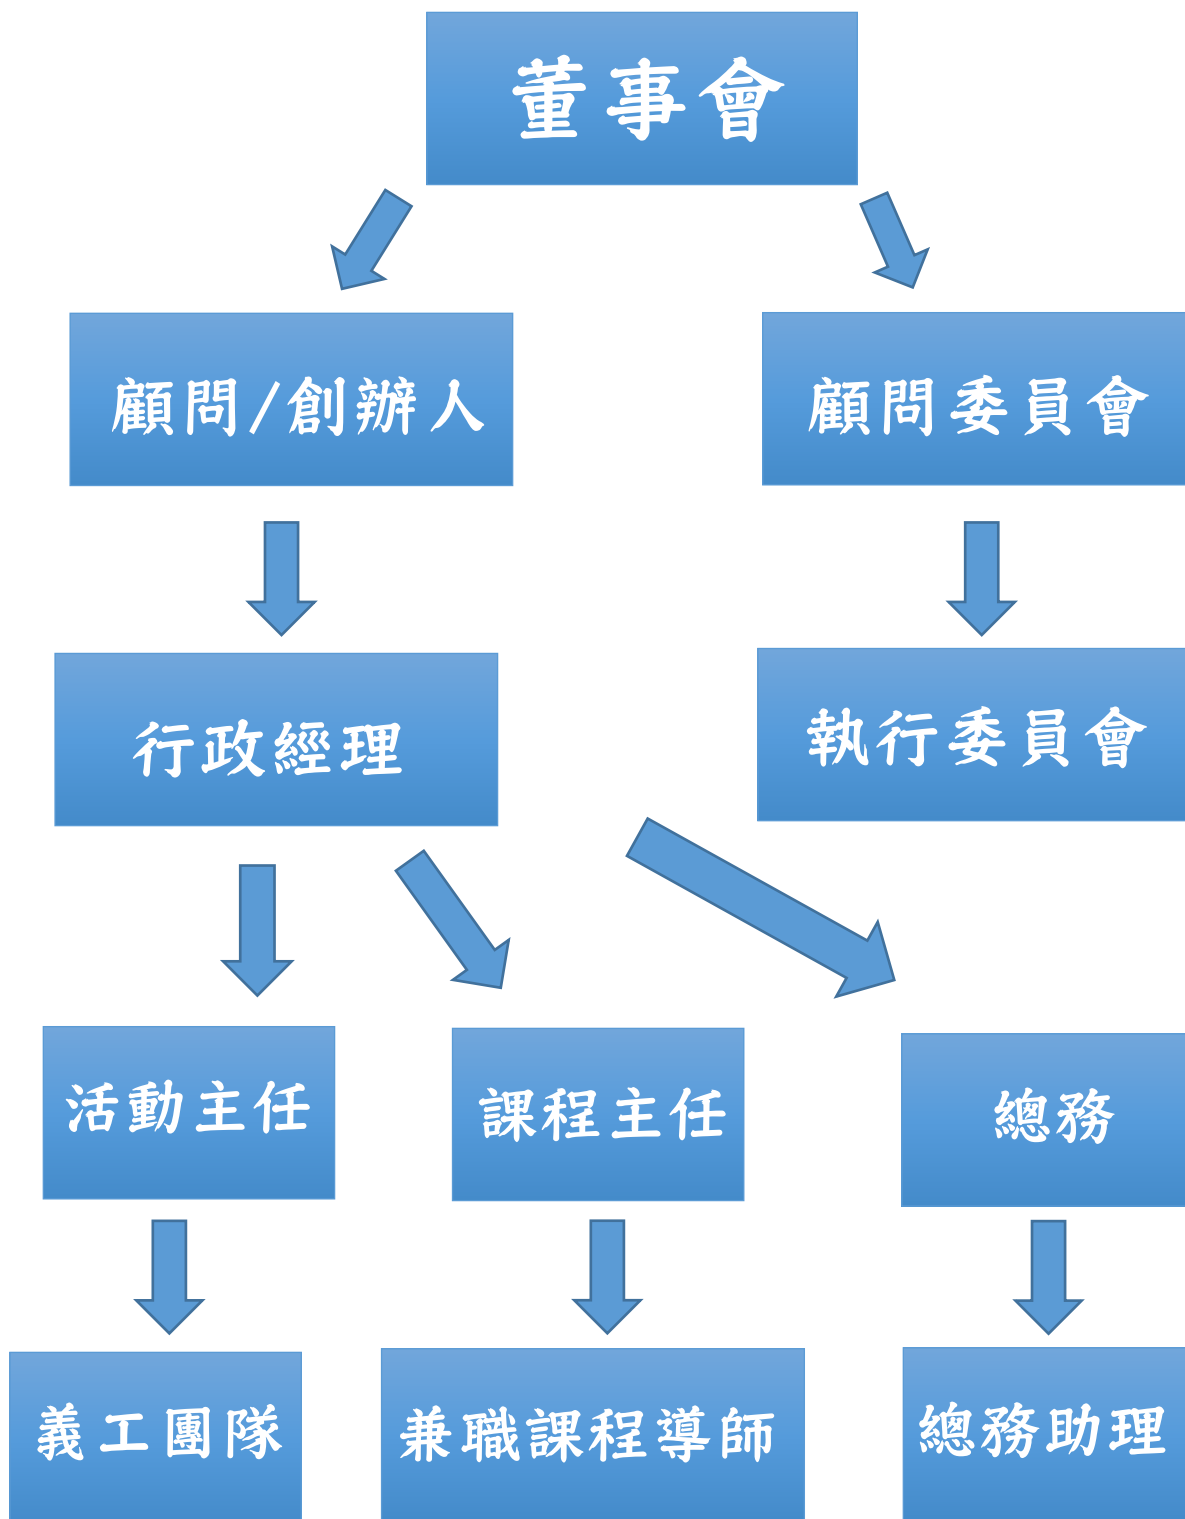 董事會
顧問/創辦人
顧問委員會
行政經理
執行委員會
活動主任
課程主任
總務
義工團隊
兼職課程導師
總務助理